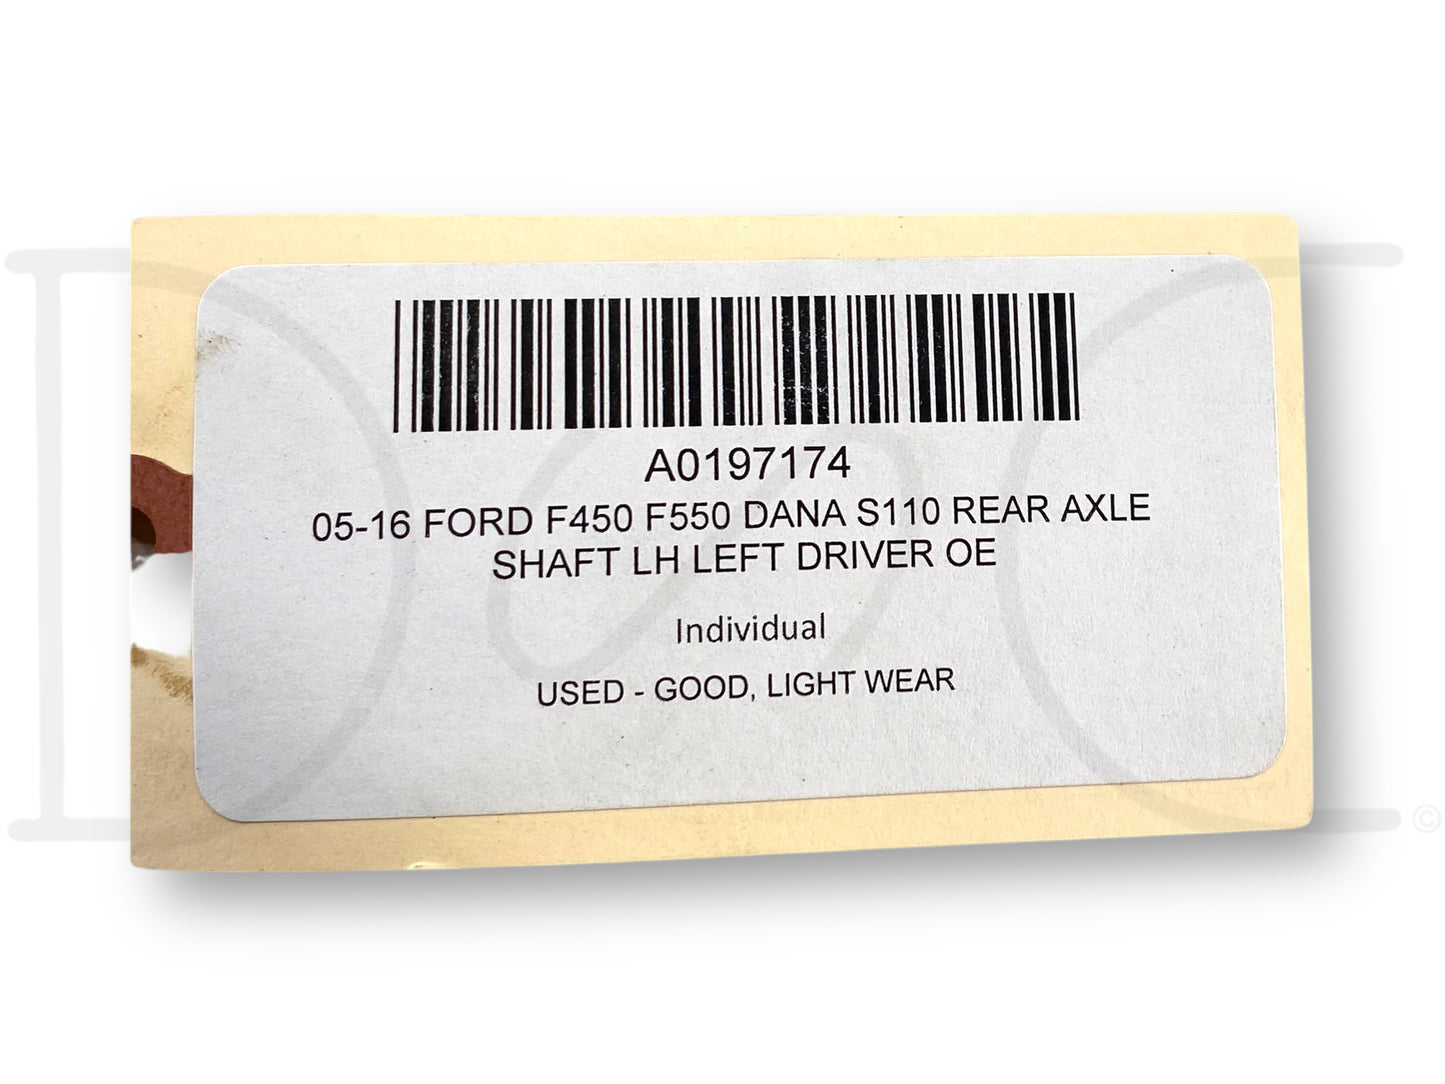 A0197174
05-16 FORD F450 F550 DANA S110 REAR AXLE
SHAFT LH LEFT DRIVER OE
Individual
USED - GOOD, LIGHT WEAR
©